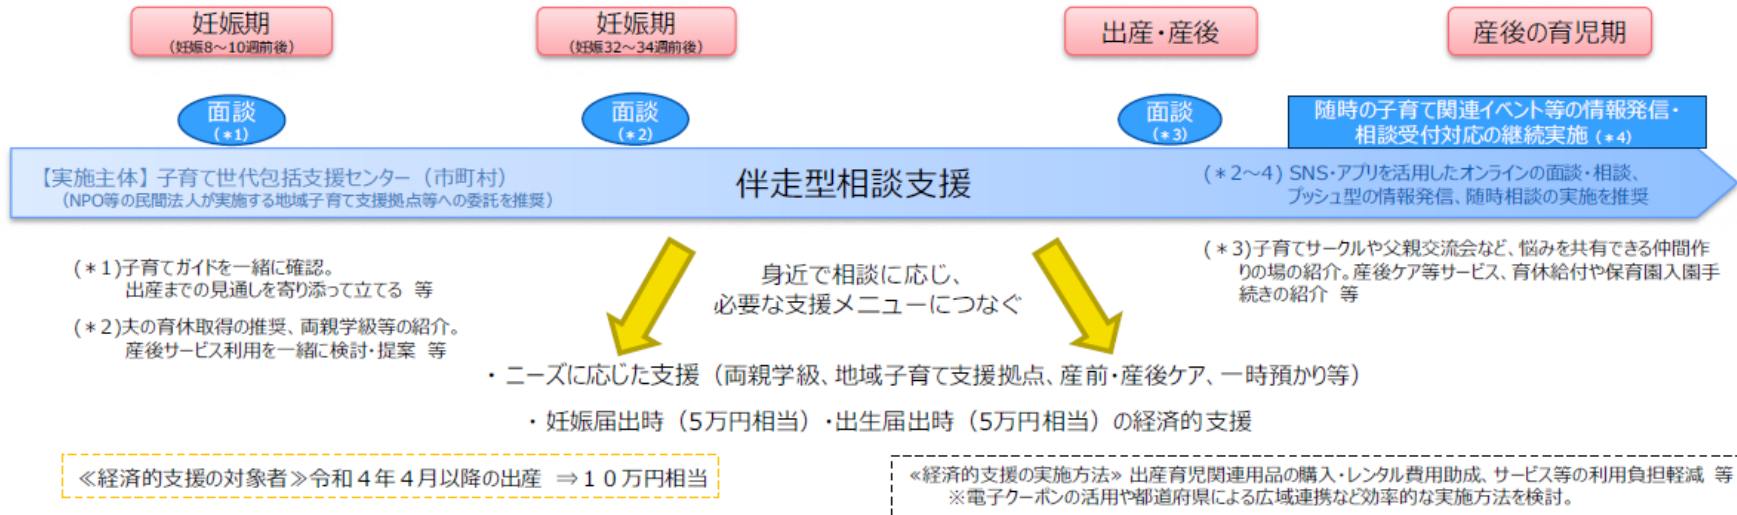 妊娠期
（妊娠8～10週前後）
妊娠期
（妊娠32～34週前後）
出産・産後
産後の育児期
面談
（＊1）
面談
（＊2）
面談
（＊3）
随時の子育て関連イベント等の情報発信・
相談受付対応の継続実施（＊4）
【実施主体】子育て世代包括支援センター（市町村）
（NPO等の民間法人が実施する地域子育て支援拠点等への委託を推奨）
伴走型相談支援
（＊2～4）SNS・アプリを活用したオンラインの面談・相談、
プッシュ型の情報発信、随時相談の実施を推奨
（＊1)子育てガイドを一緒に確認。
出産までの見通しを寄り添って立てる 等
（＊2)夫の育休取得の推奨、両親学級等の紹介。
産後サービス利用を一緒に検討・提案 等
身近で相談に応じ、
必要な支援メニューにつなぐ
（＊3)子育てサークルや父親交流会など、悩みを共有できる仲間作
りの場の紹介。産後ケア等サービス、育休給付や保育園入園手
続きの紹介 等
・ニーズに応じた支援（両親学級、地域子育て支援拠点、産前・産後ケア、一時預かり等）
・妊娠届出時（5万円相当）・出生届出時（5万円相当）の経済的支援
≪経済的支援の対象者≫令和４年４月以降の出産 ⇒１０万円相当
≪経済的支援の実施方法≫ 出産育児関連用品の購入・レンタル費用助成、サービス等の利用負担軽減 等
※電子クーポンの活用や都道府県による広域連携など効率的な実施方法を検討。